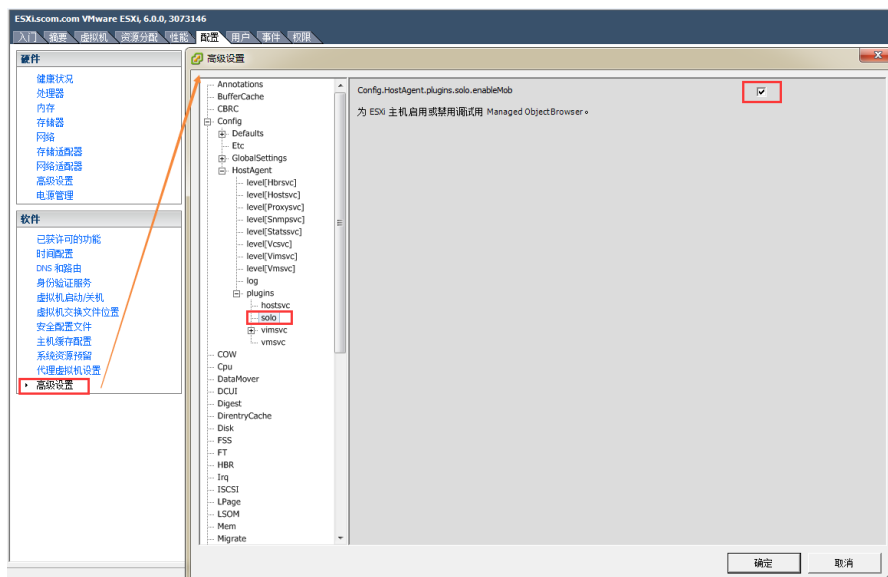 ESXi.scom.com VMware ESXi, 6.0.0, 3073146
入门 摘要 虚拟机 资源分配 性能 配置 用户 事件 权限
硬件
健康状况
处理器
内存
存储器
网络
存储适配器
网络适配器
高级设置
电源管理
软件
已获许可的功能
时间配置
DNS 和路由
身份验证服务
虚拟机启动/关机
虚拟机交换文件位置
安全配置文件
主机缓存配置
系统资源预留
代理虚拟机设置
高级设置
高级设置
Annotations
BufferCache
CBRC
Config
Defaults
Etc
GlobalSettings
HostAgent
level[Hbrsvc]
level[Hostsvc]
level[Proxysvc]
level[Snmpsvc]
level[Statssvc]
level[Vcsvc]
level[Vimsvc]
level[Vmsvc]
log
plugins
hostsvc
solo
vimsvc
vmsvc
COW
Cpu
DataMover
DCUI
Digest
DirentryCache
Disk
FSS
FT
HBR
Irq
ISCSI
LPage
LSOM
Mem
Migrate
Config.HostAgent.plugins.solo.enableMob
为 ESXi 主机启用或禁用调试用 Managed ObjectBrowser。
确定
取消